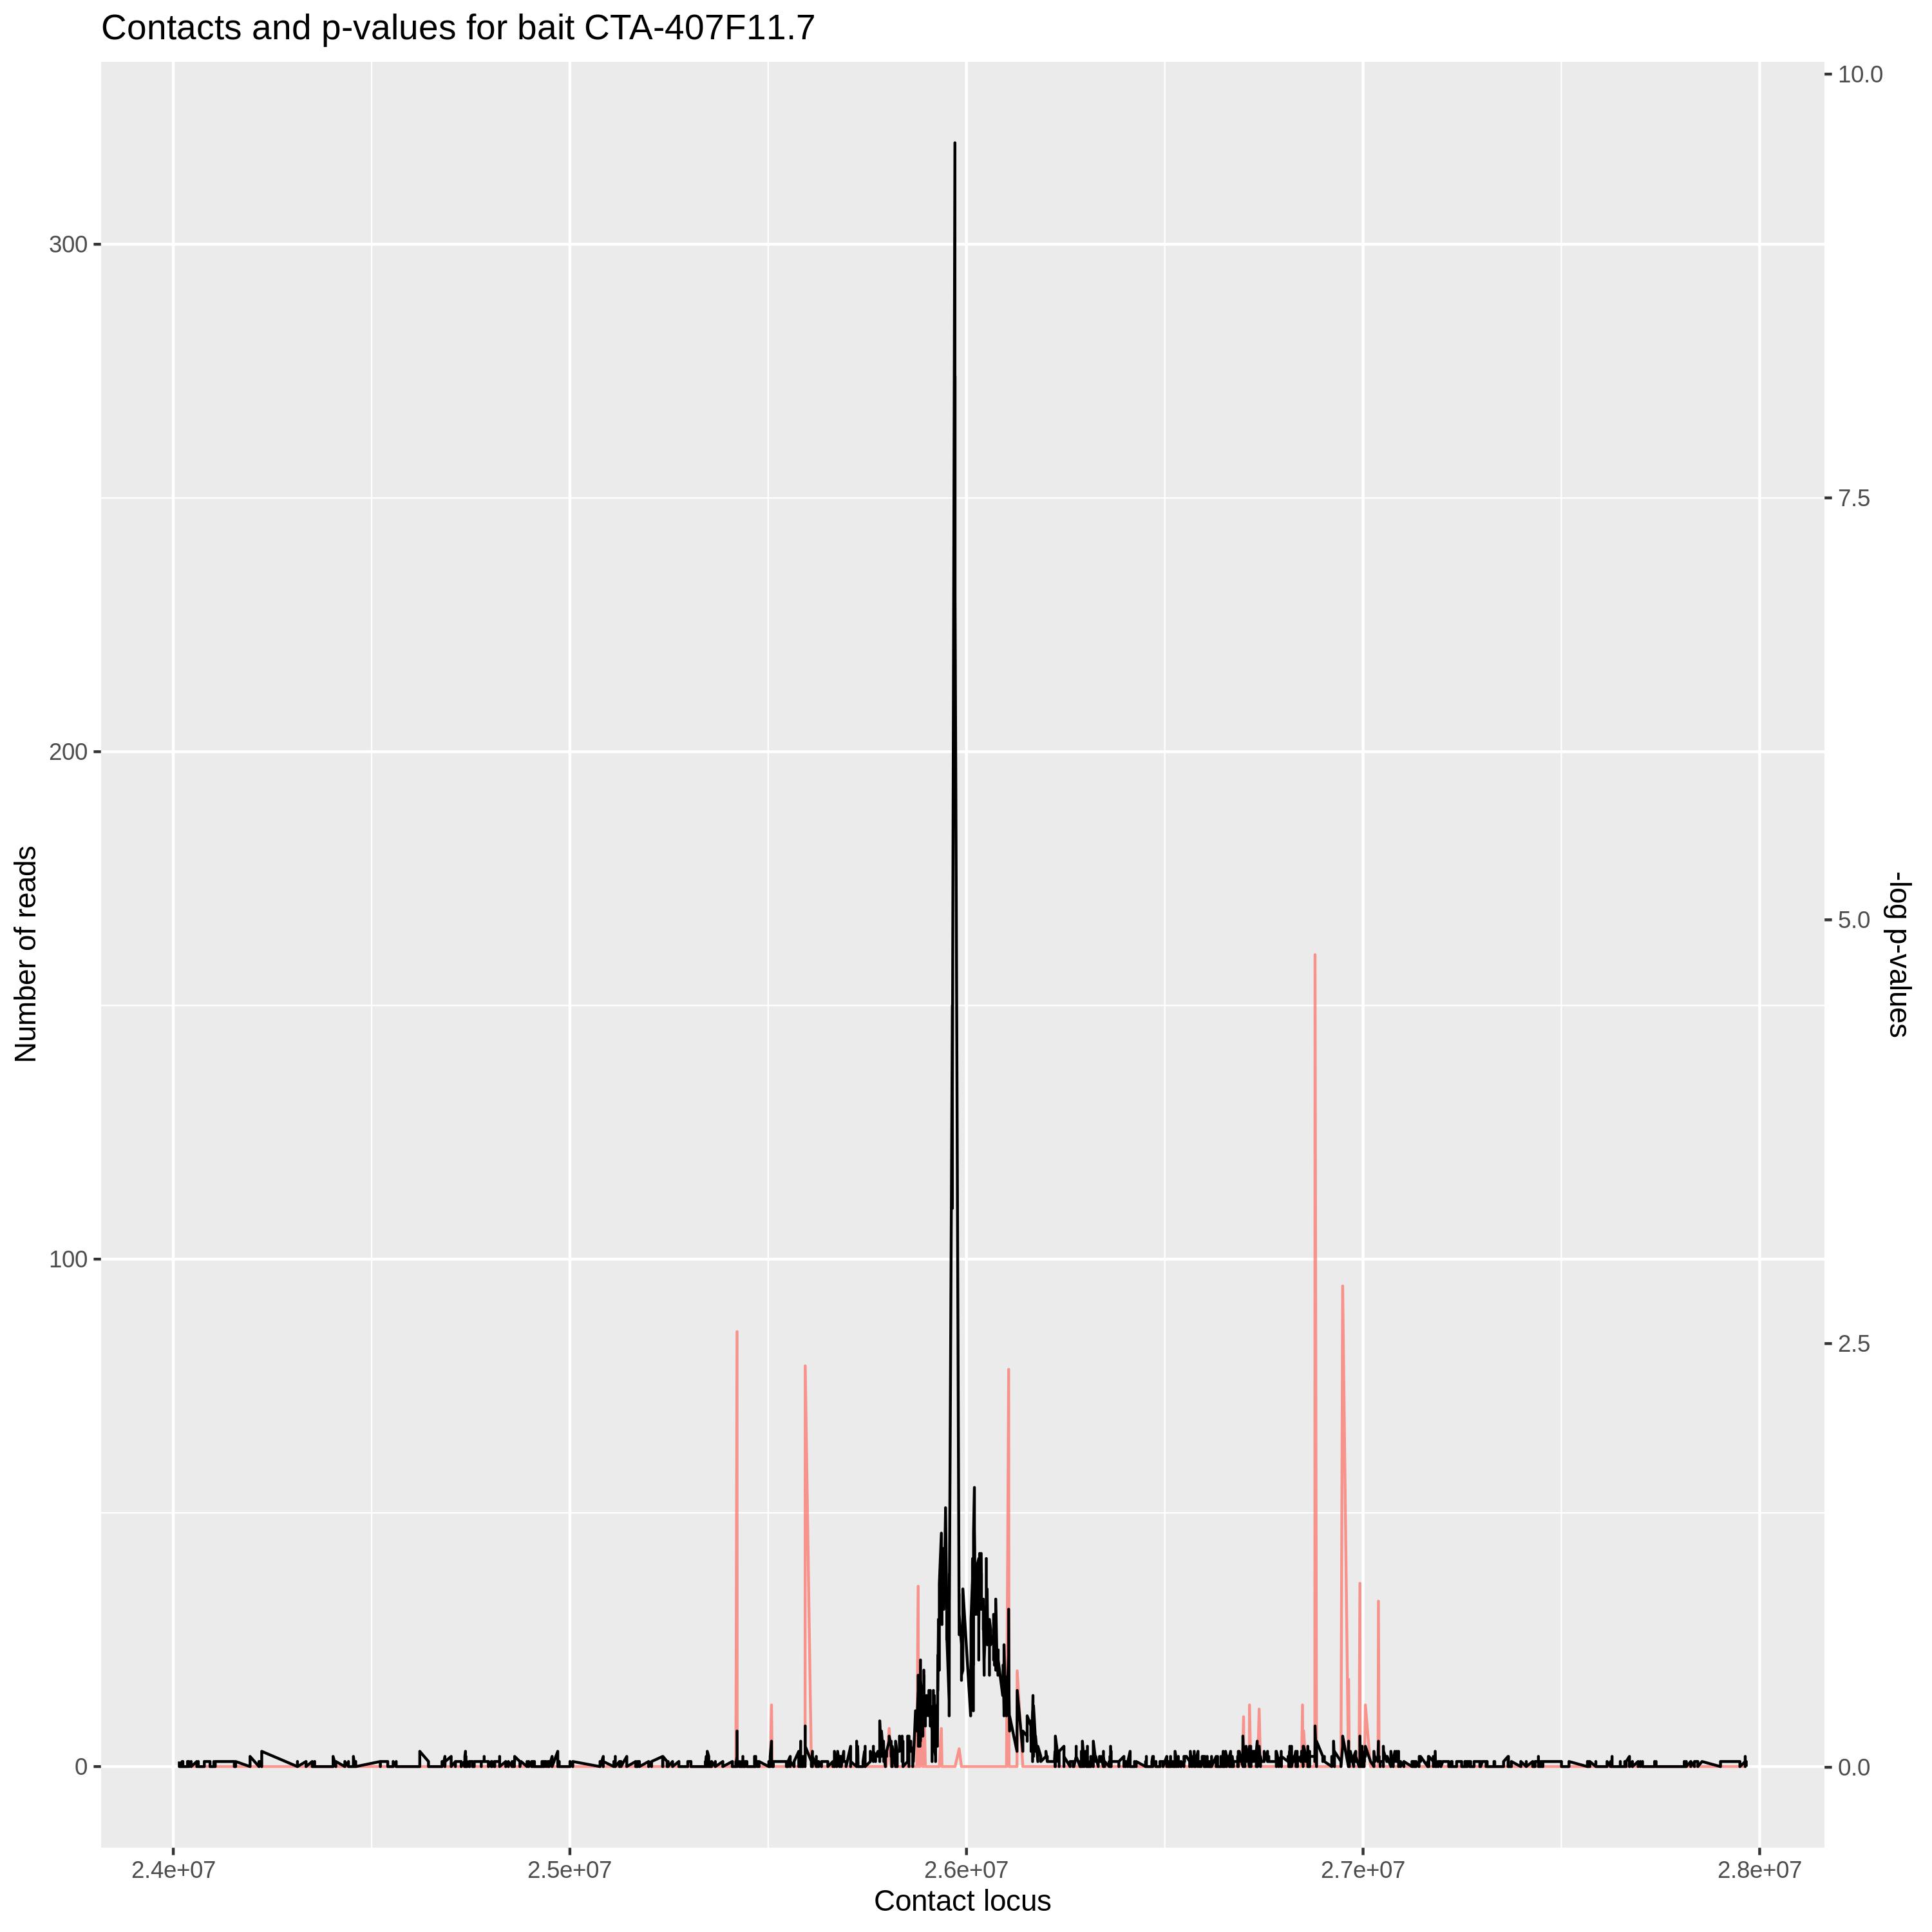 Contacts and p-values for bait CTA-407F11.7
Number of reads
300
200
100
0
10.0
7.5
5.0
2.5
0.0
-log p-values
2.4e+07 2.5e+07 2.6e+07 2.7e+07 2.8e+07
Contact locus